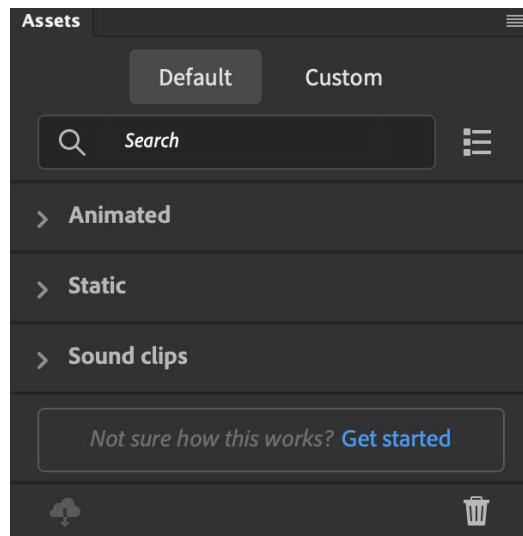 Assets
Default Custom
Search
Animated
Static
Sound clips
Not sure how this works? Get started